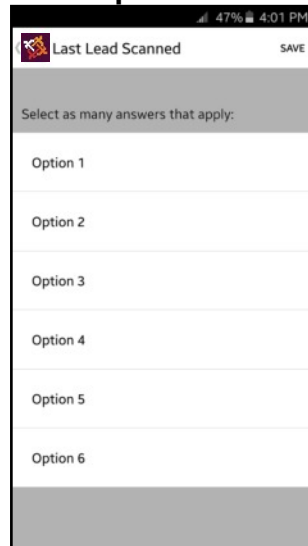 47% 4:01 PM
Last Lead Scanned SAVE
Select as many answers that apply:
Option 1
Option 2
Option 3
Option 4
Option 5
Option 6